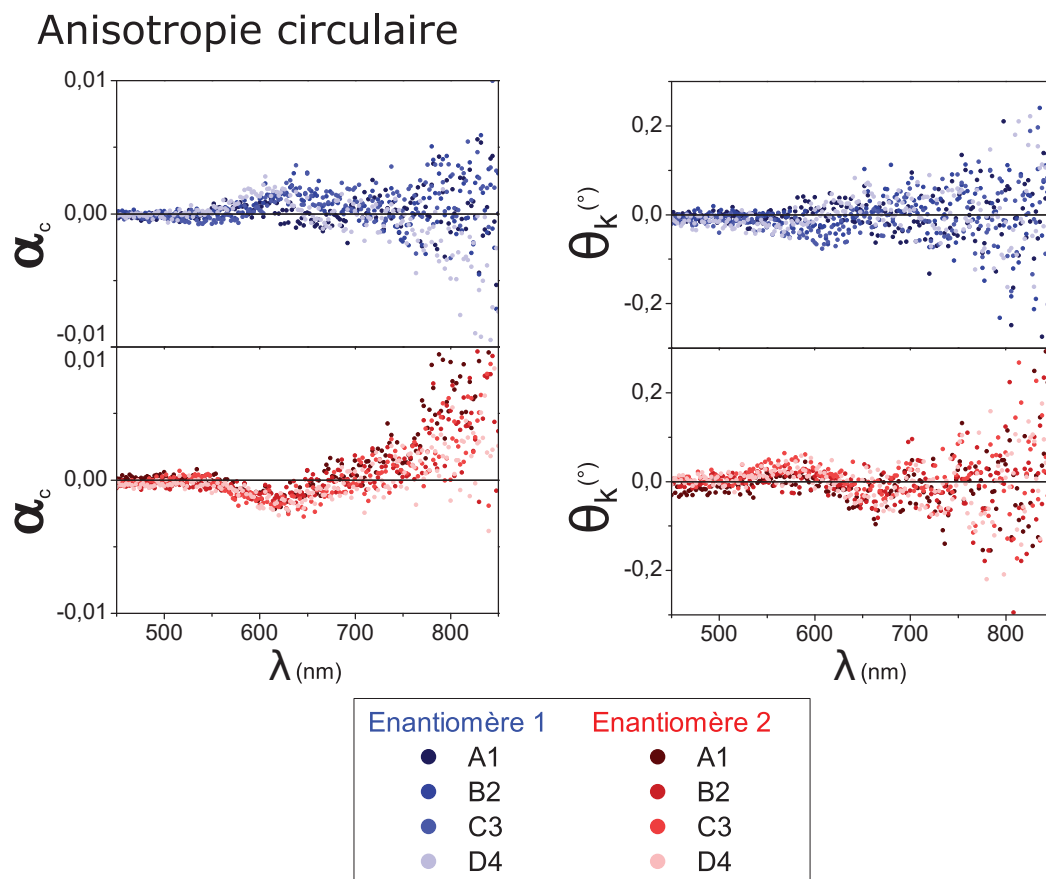 Anisotropie circulaire
0,01
0,00
-0,01
αc
0,2
0,0
-0,2
θk (°)
0,01
0,00
-0,01
αc
0,2
0,0
-0,2
θk (°)
500 600 700 800
λ (nm)
500 600 700 800
λ (nm)
Enantiomère 1 Enantiomère 2
A1 A1
B2 B2
C3 C3
D4 D4